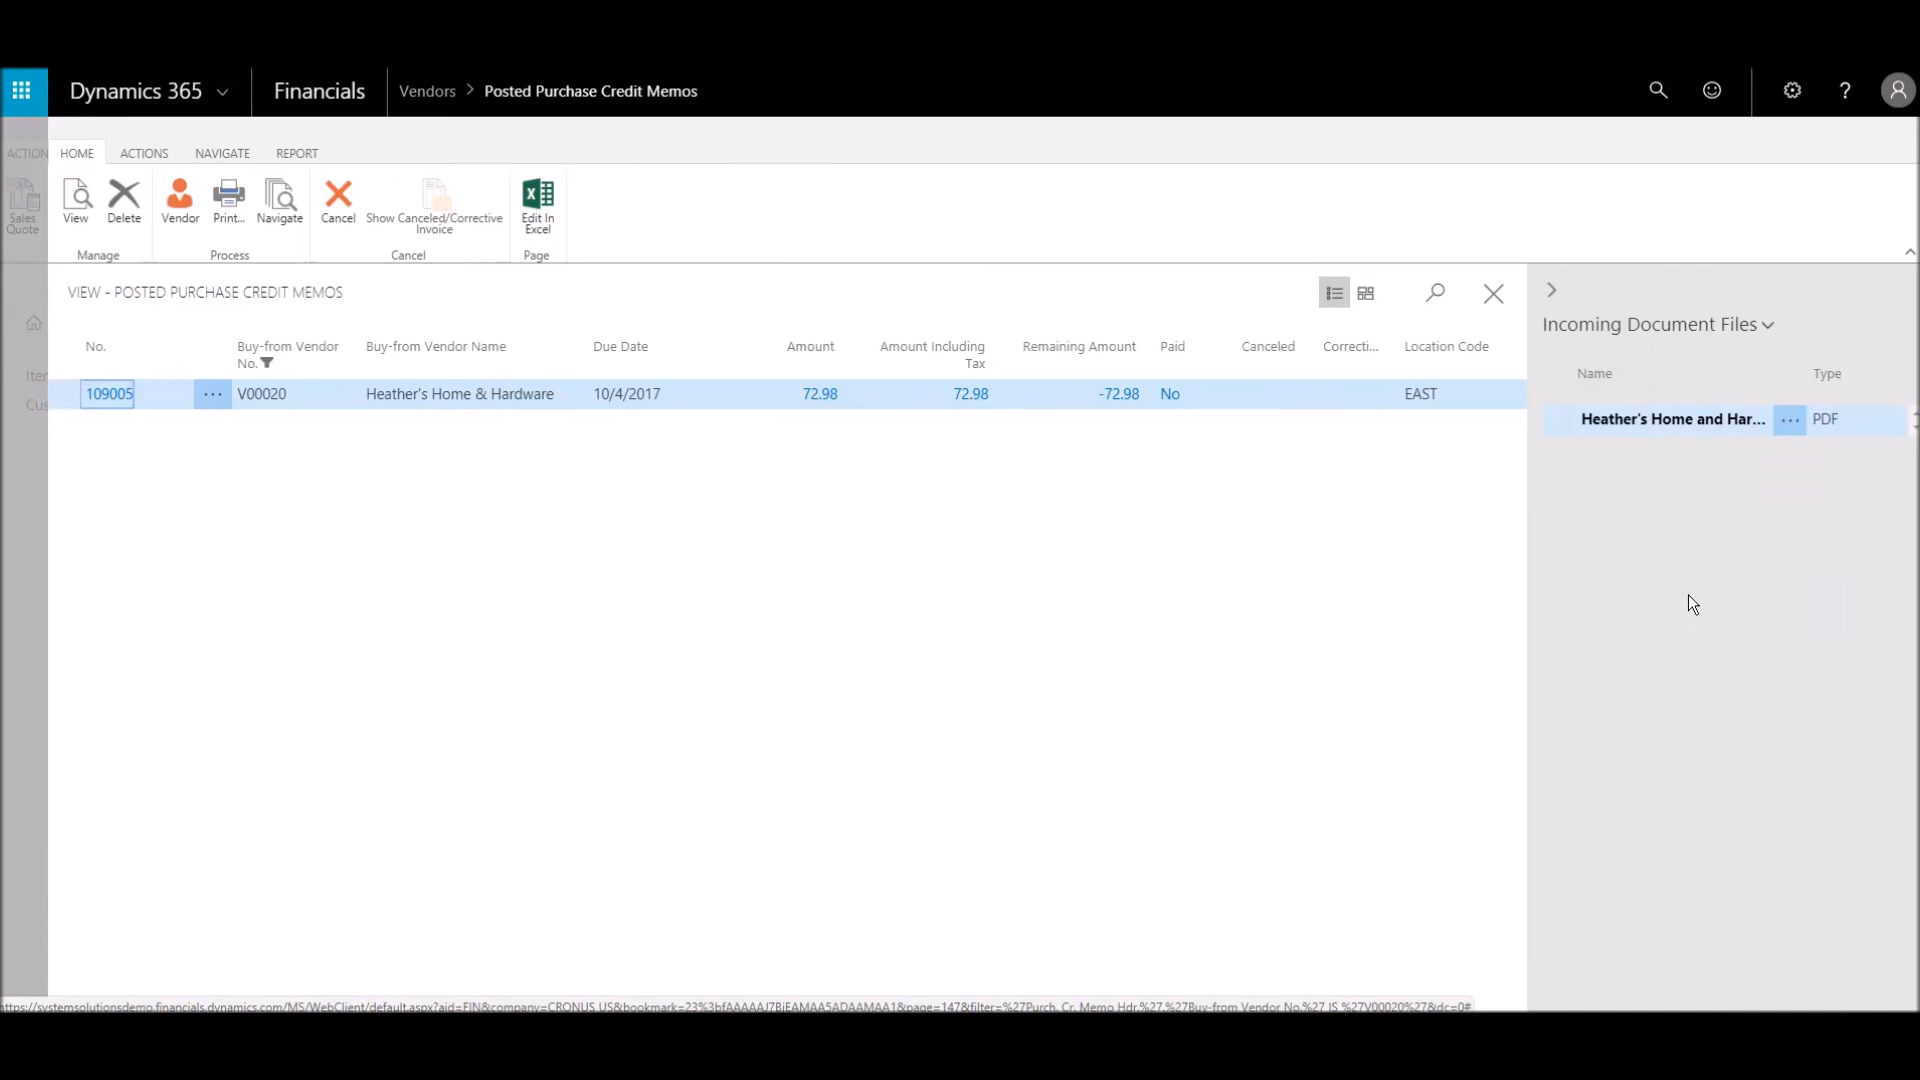 Dynamics 365 Financials Vendors > Posted Purchase Credit Memos ?
ACTION HOME ACTIONS NAVIGATE REPORT
Sales Quote
View Delete Vendor Print... Navigate Cancel Show Canceled/Corrective Invoice Edit In Excel
Manage Process Cancel Page
VIEW - POSTED PURCHASE CREDIT MEMOS
Incoming Document Files
No. Buy-from Vendor No. Buy-from Vendor Name Due Date Amount Amount Including Tax Remaining Amount Paid Canceled Correcti... Location Code
Name Type
109005 ... V00020 Heather's Home & Hardware 10/4/2017 72.98 72.98 -72.98 No EAST
Heather's Home and Har... ... PDF
Iter
Cus